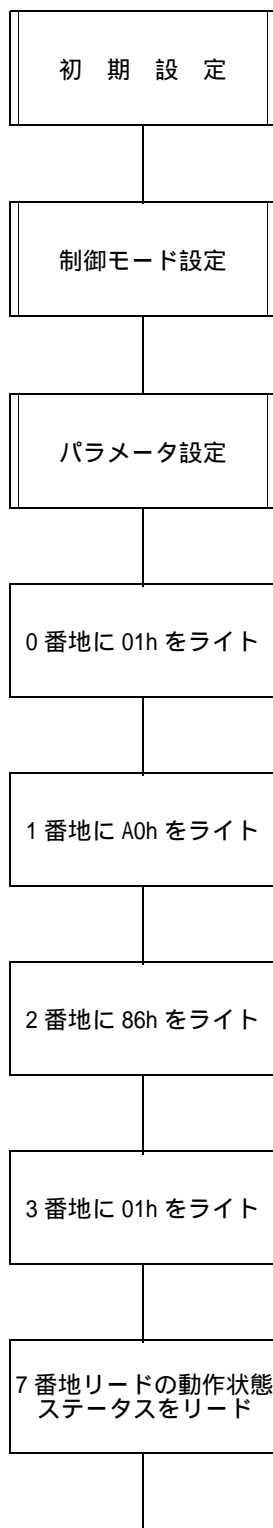 初 期 設 定
制御モード設定
パラメータ設定
0 番地に 01h をライト
1 番地に A0h をライト
2 番地に 86h をライト
3 番地に 01h をライト
7 番地リードの動作状態
ステータスをリード